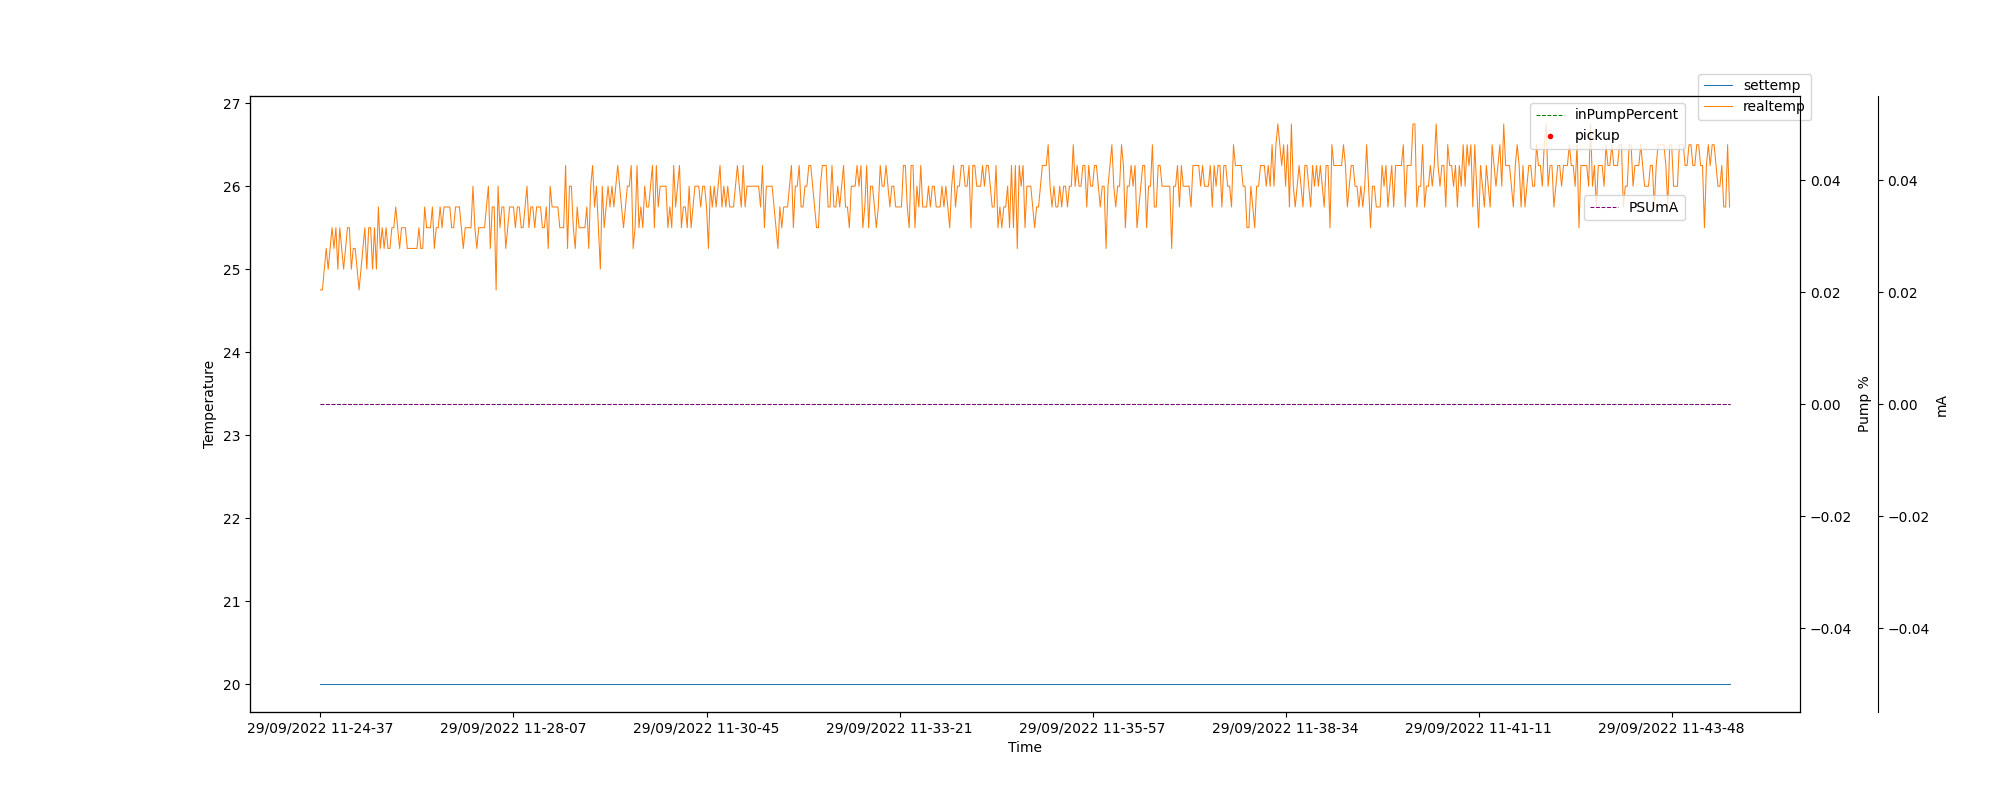 settemp
realtemp
inPumpPercent
pickup
PSUmA
27
26
25
24
23
22
21
20
Temperature
0.04
0.02
0.00
−0.02
−0.04
Pump %
0.04
0.02
0.00
−0.02
−0.04
mA
29/09/2022 11-24-37
29/09/2022 11-28-07
29/09/2022 11-30-45
29/09/2022 11-33-21
29/09/2022 11-35-57
29/09/2022 11-38-34
29/09/2022 11-41-11
29/09/2022 11-43-48
Time